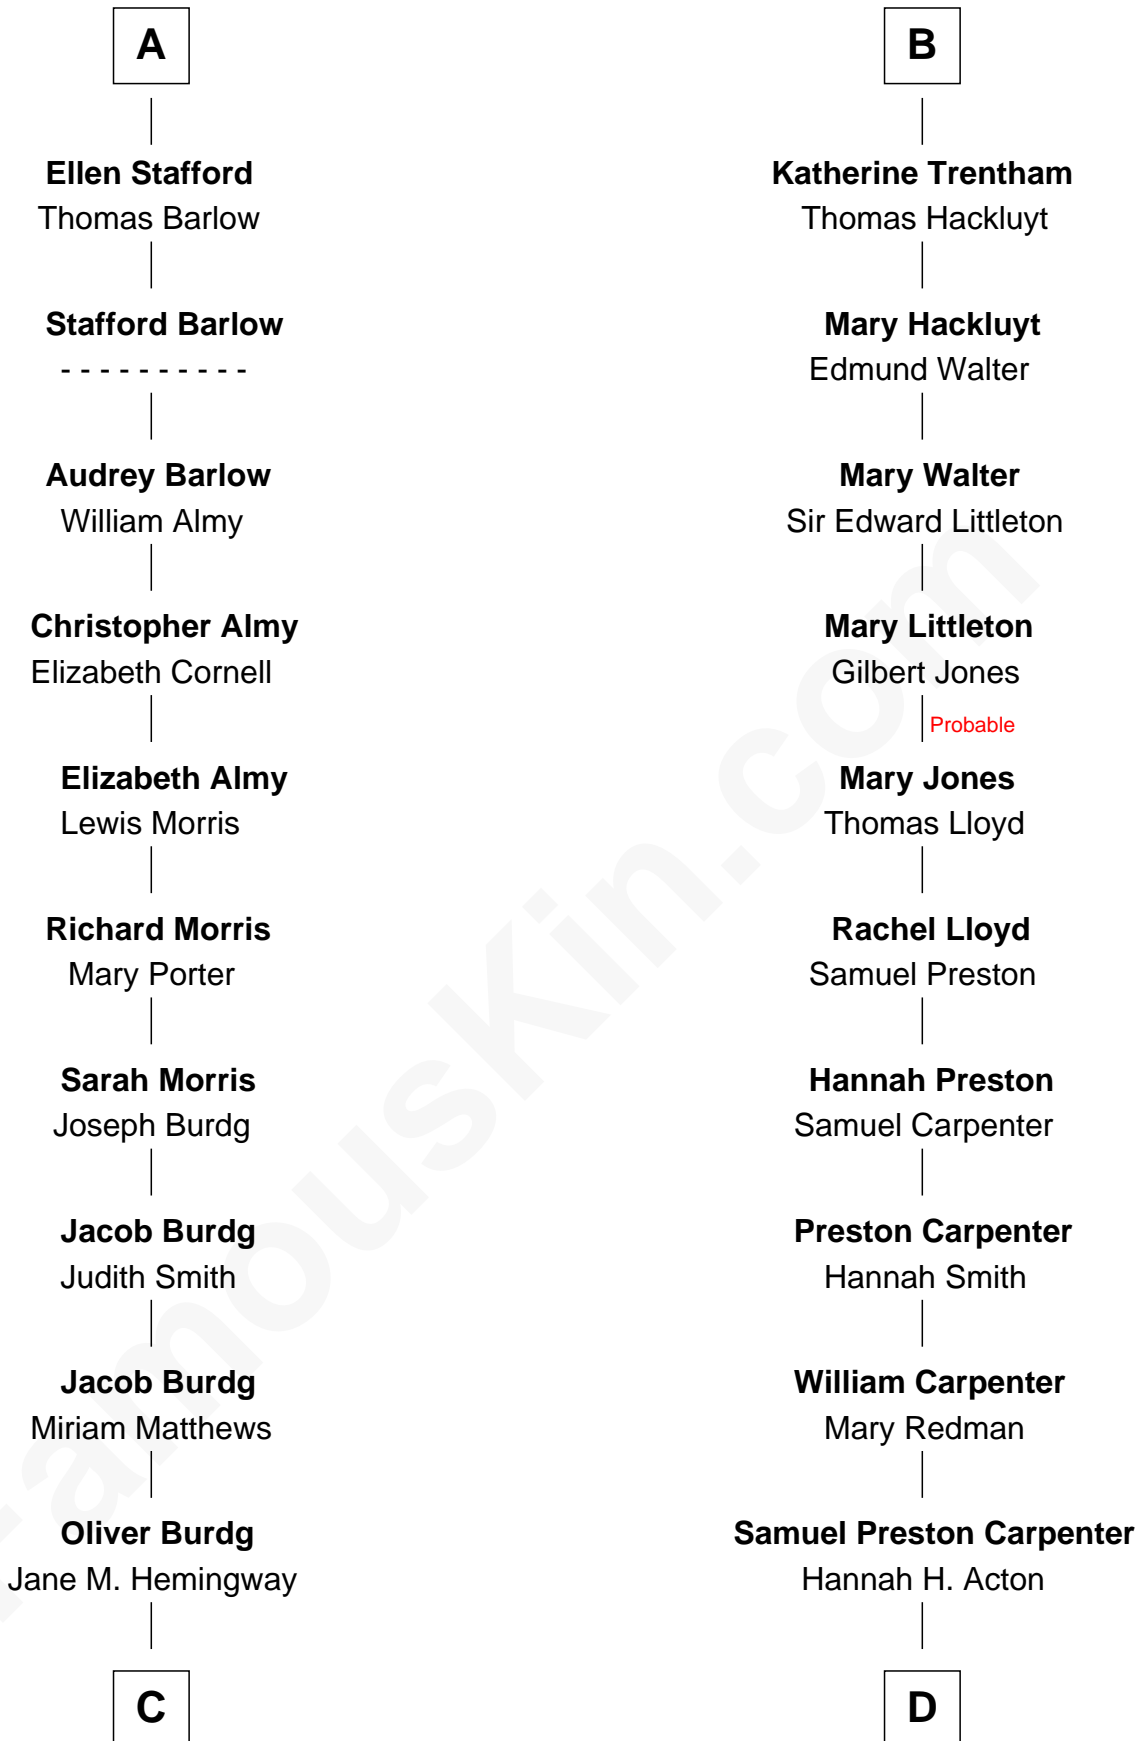 A
Ellen Stafford
Thomas Barlow
Stafford Barlow
- - - - - - - - - -
Audrey Barlow
William Almy
Christopher Almy
Elizabeth Cornell
Elizabeth Almy
Lewis Morris
Richard Morris
Mary Porter
Sarah Morris
Joseph Burdg
Jacob Burdg
Judith Smith
Jacob Burdg
Miriam Matthews
Oliver Burdg
Jane M. Hemingway
C
B
Katherine Trentham
Thomas Hackluyt
Mary Hackluyt
Edmund Walter
Mary Walter
Sir Edward Littleton
Mary Littleton
Gilbert Jones
Probable
Mary Jones
Thomas Lloyd
Rachel Lloyd
Samuel Preston
Hannah Preston
Samuel Carpenter
Preston Carpenter
Hannah Smith
William Carpenter
Mary Redman
Samuel Preston Carpenter
Hannah H. Acton
D
FamousKin.com